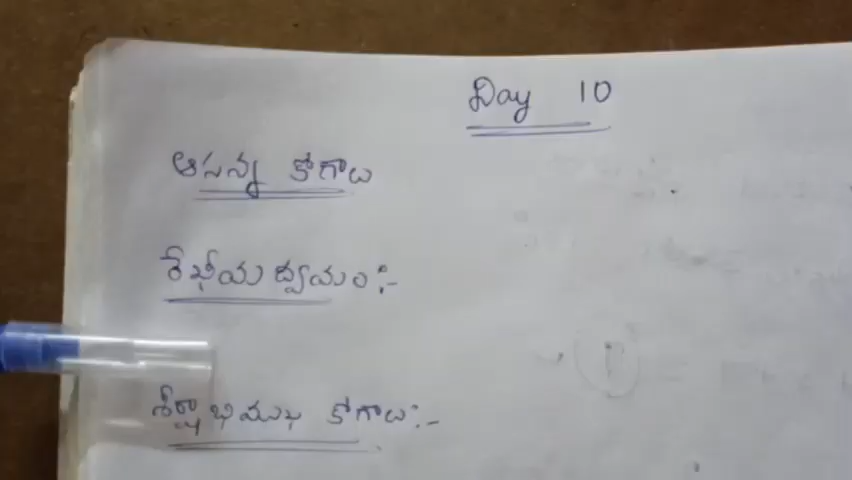 Day 10
ఆసన్న కోణాలు
రేఖీయ ద్వయం :-
శీర్షాభిముఖ కోణాలు :-